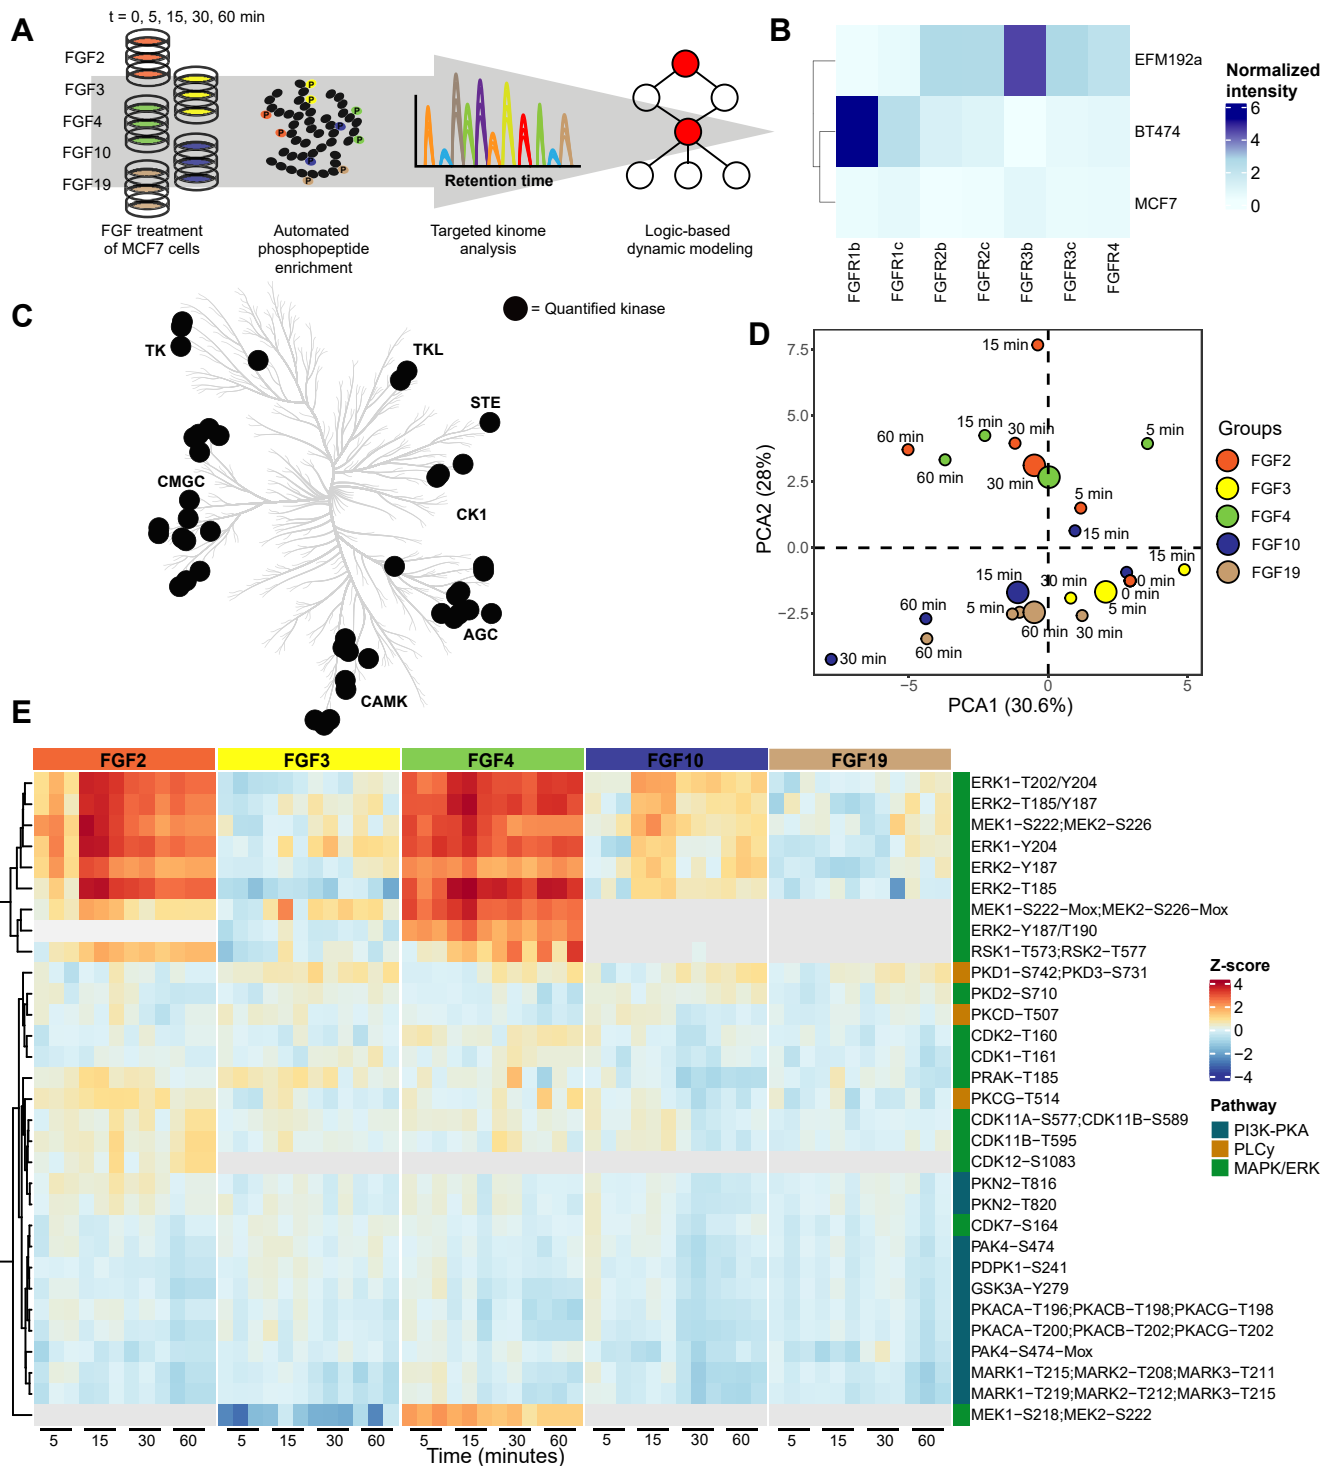 A
t = 0, 5, 15, 30, 60 min
FGF2
FGF3
FGF4
FGF10
FGF19
P
P
P
P
P
P
P
P
P
P
Retention time
FGF treatment
of MCF7 cells
Automated
phosphopeptide
enrichment
Targeted kinome
analysis
Logic-based
dynamic modeling
B
EFM192a
BT474
MCF7
FGFR1b
FGFR1c
FGFR2b
FGFR2c
FGFR3b
FGFR3c
FGFR4
Normalized
intensity
6
4
2
0
C
= Quantified kinase
TK
TKL
STE
CMGC
CK1
AGC
CAMK
D
7.5
5.0
2.5
0.0
−2.5
PCA2 (28%)
−5
0
5
PCA1 (30.6%)
15 min
15 min
30 min
5 min
60 min
60 min
30 min
5 min
15 min
15 min
15 min
30 min
0 min
0 min
5 min
60 min
5 min
60 min
30 min
60 min
30 min
Groups
FGF2
FGF3
FGF4
FGF10
FGF19
E
FGF2
FGF3
FGF4
FGF10
FGF19
ERK1−T202/Y204
ERK2−T185/Y187
MEK1−S222;MEK2−S226
ERK1−Y204
ERK2−Y187
ERK2−T185
MEK1−S222−Mox;MEK2−S226−Mox
ERK2−Y187/T190
RSK1−T573;RSK2−T577
PKD1−S742;PKD3−S731
PKD2−S710
PKCD−T507
CDK2−T160
CDK1−T161
PRAK−T185
PKCG−T514
CDK11A−S577;CDK11B−S589
CDK11B−T595
CDK12−S1083
PKN2−T816
PKN2−T820
CDK7−S164
PAK4−S474
PDPK1−S241
GSK3A−Y279
PKACA−T196;PKACB−T198;PKACG−T198
PKACA−T200;PKACB−T202;PKACG−T202
PAK4−S474−Mox
MARK1−T215;MARK2−T208;MARK3−T211
MARK1−T219;MARK2−T212;MARK3−T215
MEK1−S218;MEK2−S222
5 15 30 60 5 15 30 60 5 15 30 60 5 15 30 60 5 15 30 60
Time (minutes)
Z−score
4
2
0
−2
−4
Pathway
PI3K-PKA
PLCy
MAPK/ERK